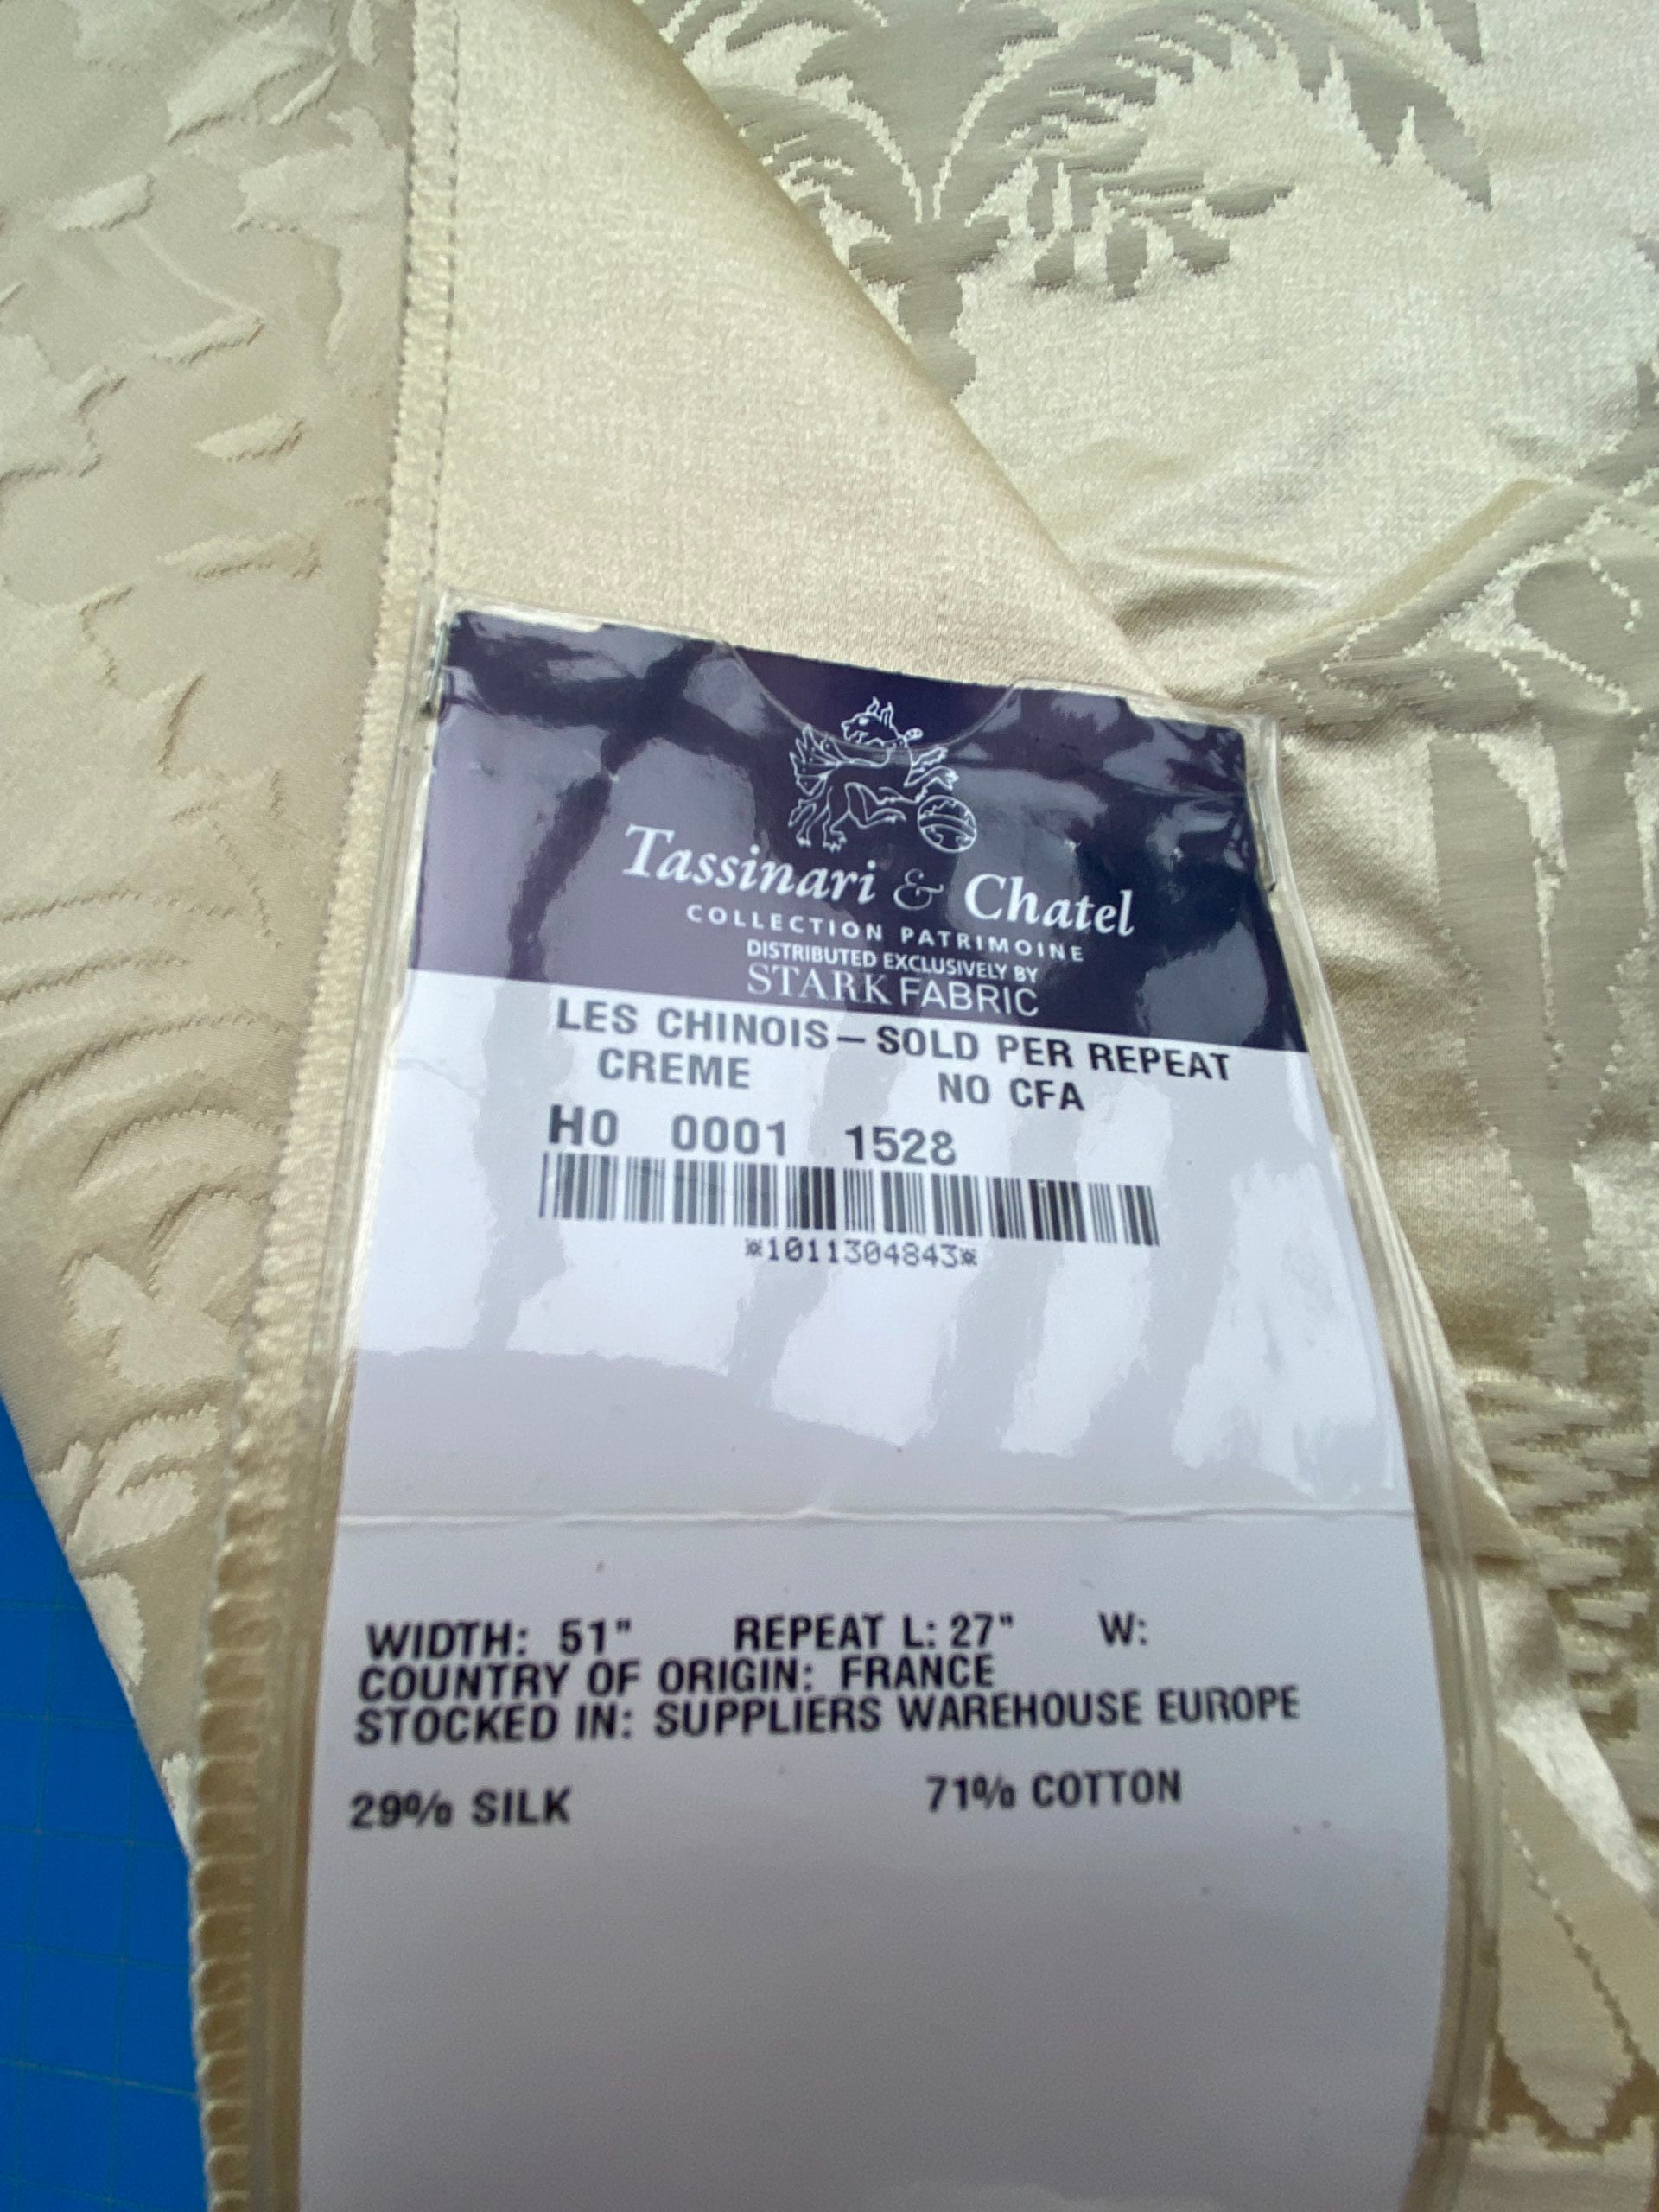 Tassinari & Chatel
COLLECTION PATRIMOINE
DISTRIBUTED EXCLUSIVELY BY
STARK FABRIC
LES CHINOIS — SOLD PER REPEAT
CREME NO CFA
H0 0001 1528
*1011304843*
WIDTH: 51" REPEAT L: 27" W:
COUNTRY OF ORIGIN: FRANCE
STOCKED IN: SUPPLIERS WAREHOUSE EUROPE
29% SILK 71% COTTON